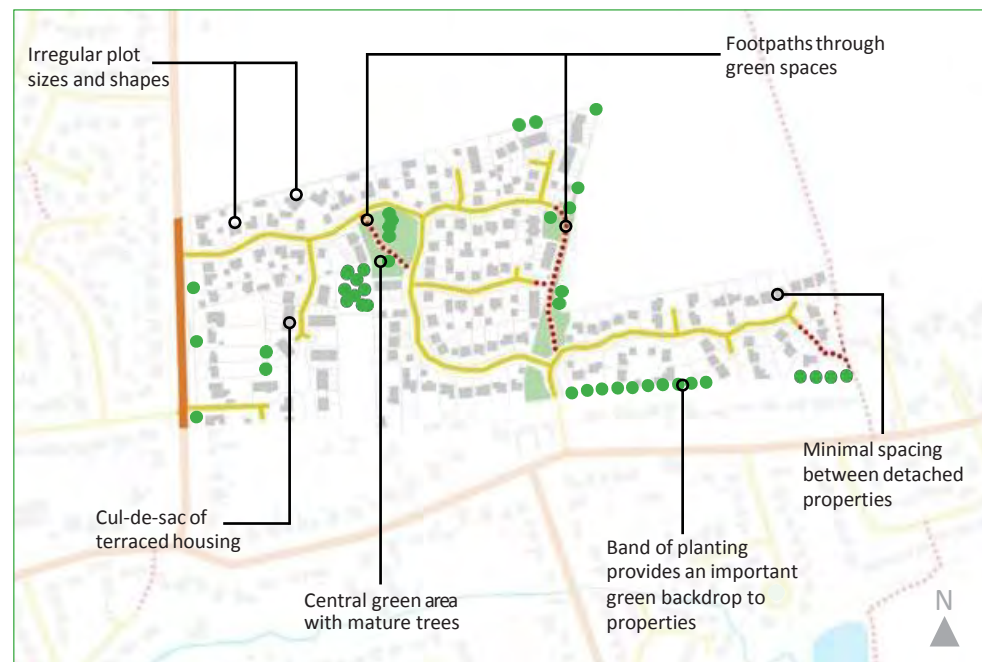 Irregular plot
sizes and shapes
Footpaths through
green spaces
Minimal spacing
between detached
properties
Cul-de-sac of
terraced housing
Central green area
with mature trees
Band of planting
provides an important
green backdrop to
properties
N